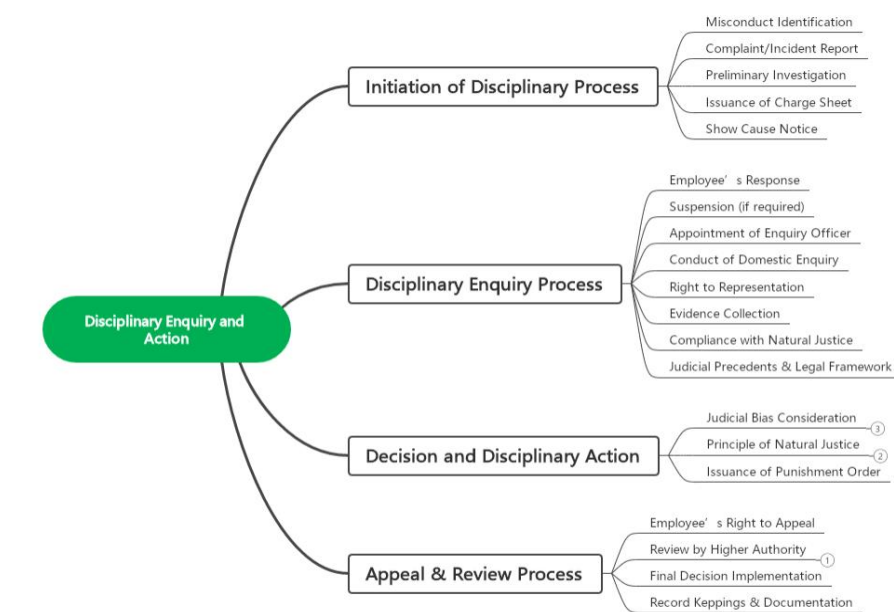 Disciplinary Enquiry and
Action
Initiation of Disciplinary Process
Misconduct Identification
Complaint/Incident Report
Preliminary Investigation
Issuance of Charge Sheet
Show Cause Notice
Disciplinary Enquiry Process
Employee’ s Response
Suspension (if required)
Appointment of Enquiry Officer
Conduct of Domestic Enquiry
Right to Representation
Evidence Collection
Compliance with Natural Justice
Judicial Precedents & Legal Framework
Decision and Disciplinary Action
Judicial Bias Consideration
3
Principle of Natural Justice
2
Issuance of Punishment Order
Appeal & Review Process
Employee’ s Right to Appeal
Review by Higher Authority
1
Final Decision Implementation
Record Keppings & Documentation